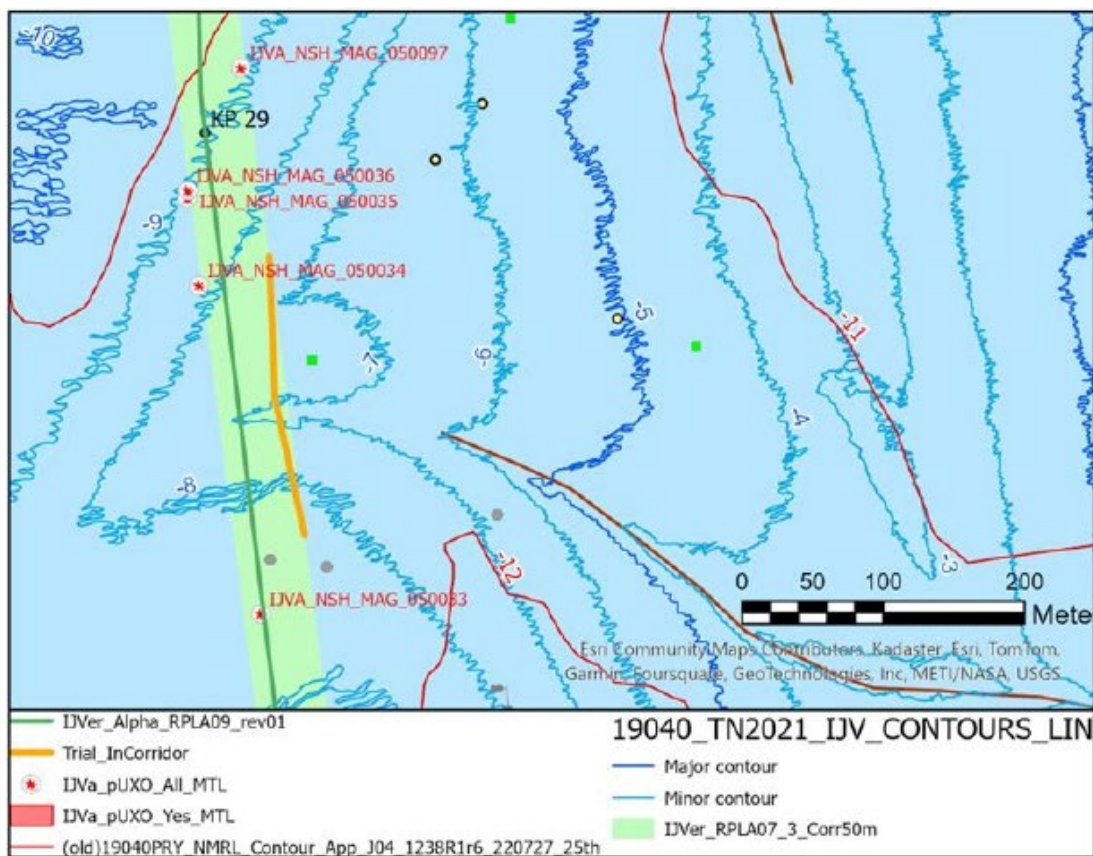 -10
IJVA_NSH_MAG_050097
KP 29
IJVA_NSH_MAG_050036
IJVA_NSH_MAG_050035
-9
IJVA_NSH_MAG_050034
-5
-11
-7
-6
-4
-8
-12
-3
IJVA_NSH_MAG_050033
0 50 100 200
Mete
Esri Community Maps Contributors, Kadaster, Esri, TomTom,
Garmin, Foursquare, GeoTechnologies, Inc, METI/NASA, USGS
IJVer_Alpha_RPLA09_rev01
Trial_InCorridor
IJVa_pUXO_All_MTL
IJVa_pUXO_Yes_MTL
(old)19040PRY_NMRL_Contour_App_J04_1238R1r6_220727_25th
19040_TN2021_IJV_CONTOURS_LIN
Major contour
Minor contour
IJVer_RPLA07_3_Corr50m